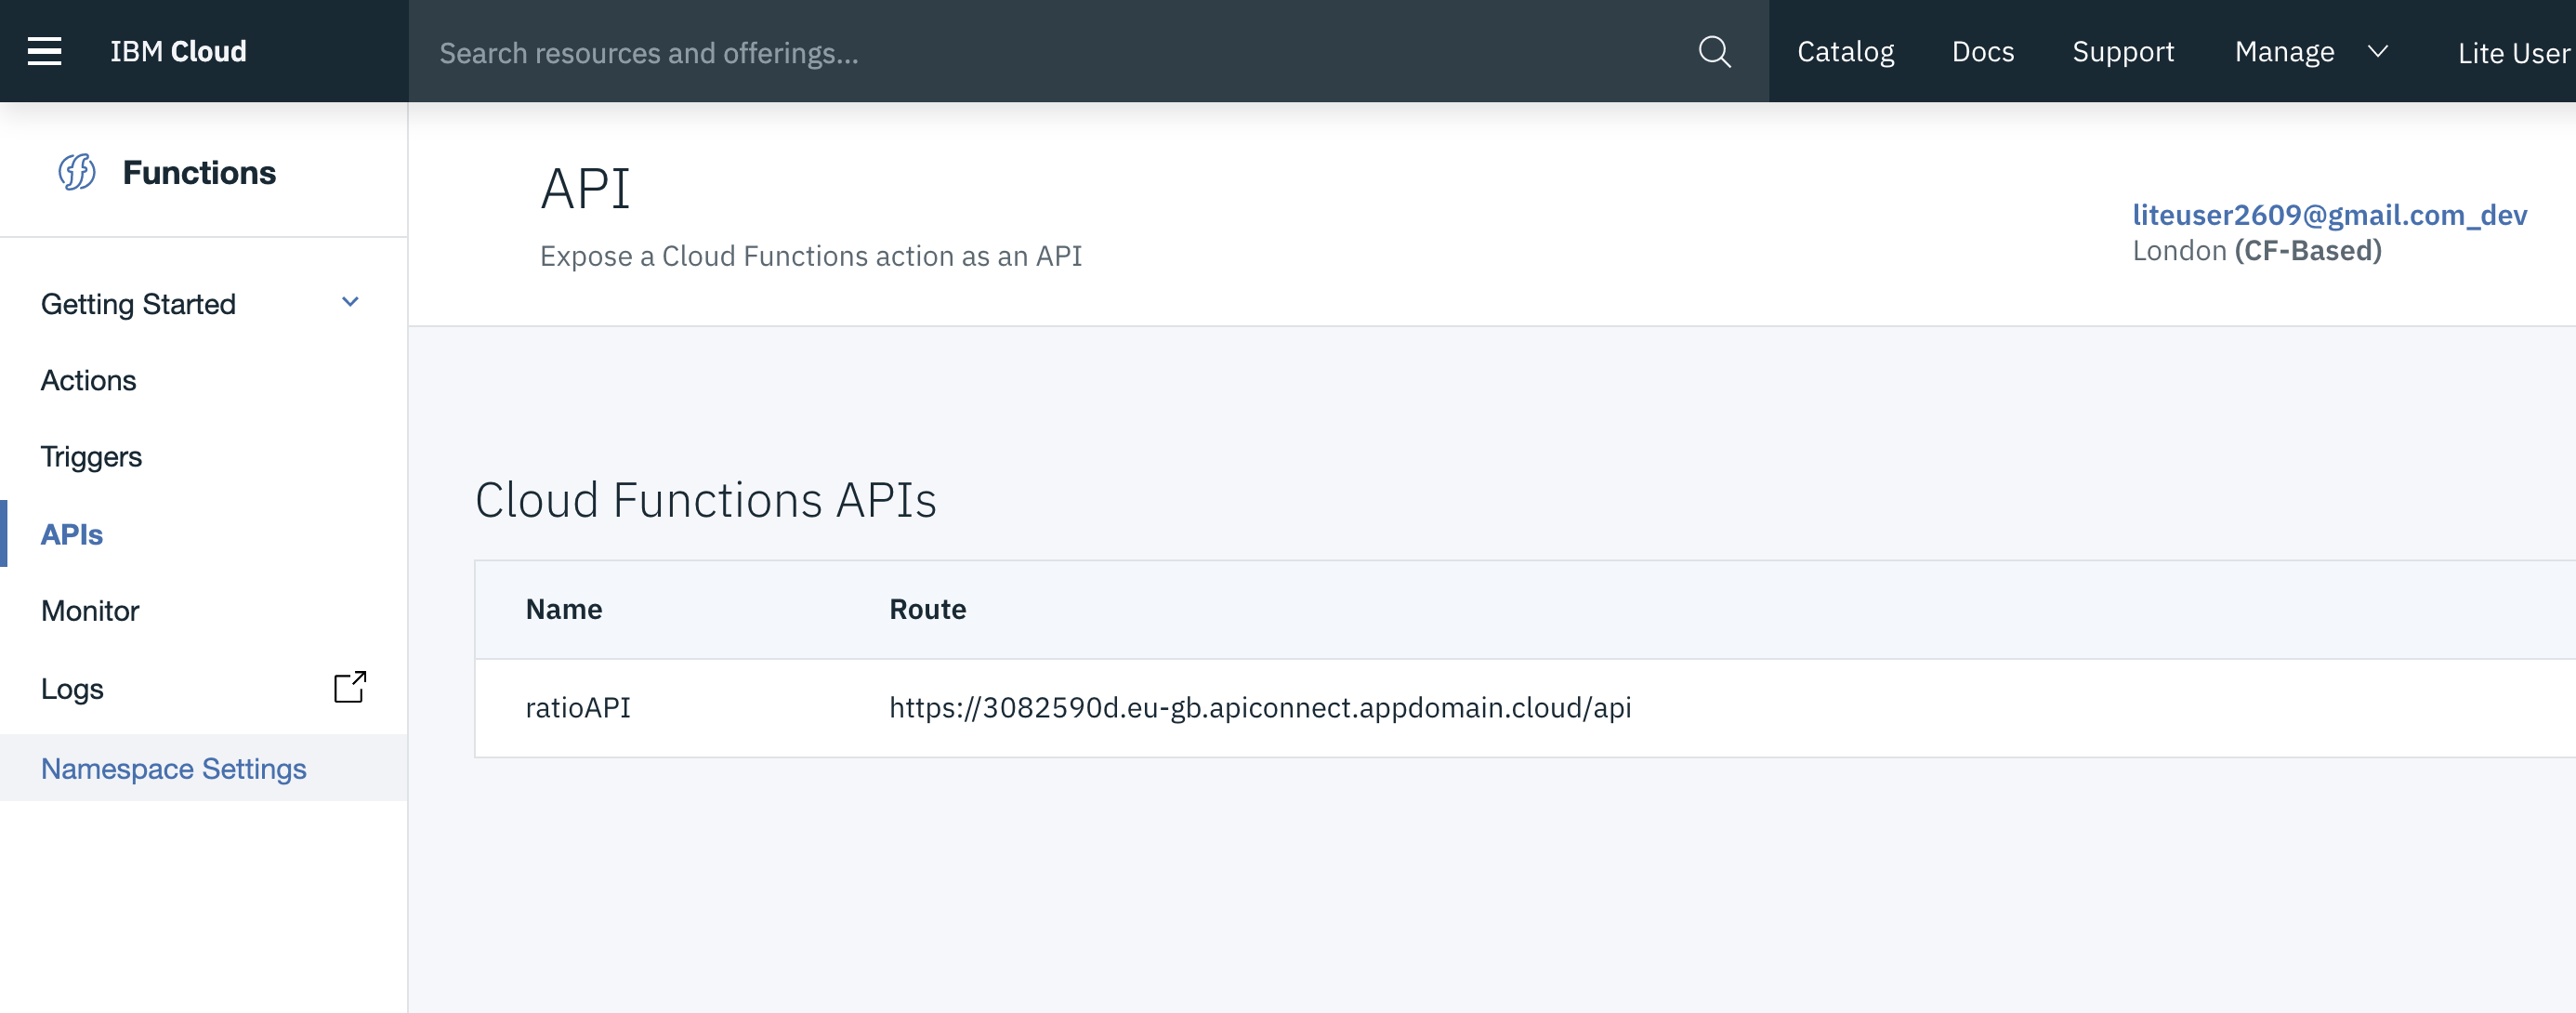 IBM Cloud
Search resources and offerings...
Catalog
Docs
Support
Manage
Lite User
Functions
Getting Started
Actions
Triggers
APIs
Monitor
Logs
Namespace Settings
API
Expose a Cloud Functions action as an API
liteuser2609@gmail.com_dev
London (CF-Based)
Cloud Functions APIs
Name Route
ratioAPI https://3082590d.eu-gb.apiconnect.appdomain.cloud/api